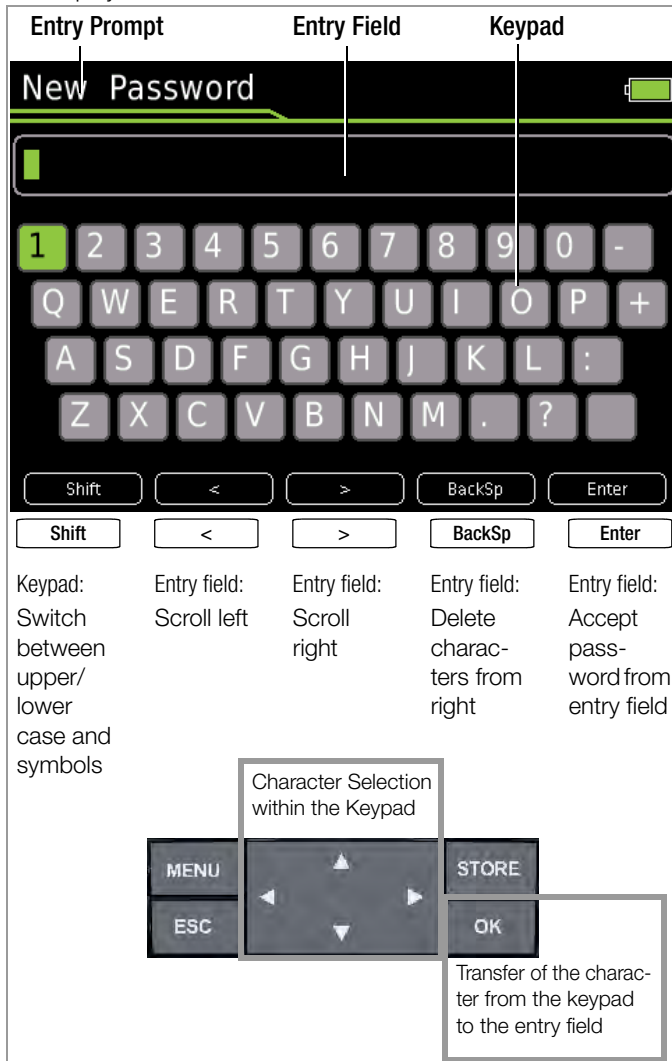 Entry Prompt Entry Field Keypad
New Password
1 2 3 4 5 6 7 8 9 0 -
Q W E R T Y U I O P +
A S D F G H J K L :
Z X C V B N M . ?
Shift < > BackSp Enter
Shift < > BackSp Enter
Keypad:
Switch
between
upper/
lower
case and
symbols
Entry field:
Scroll left
Entry field:
Scroll
right
Entry field:
Delete
charac-
ters from
right
Entry field:
Accept
pass-
word from
entry field
Character Selection
within the Keypad
MENU STORE
ESC OK
Transfer of the charac-
ter from the keypad
to the entry field